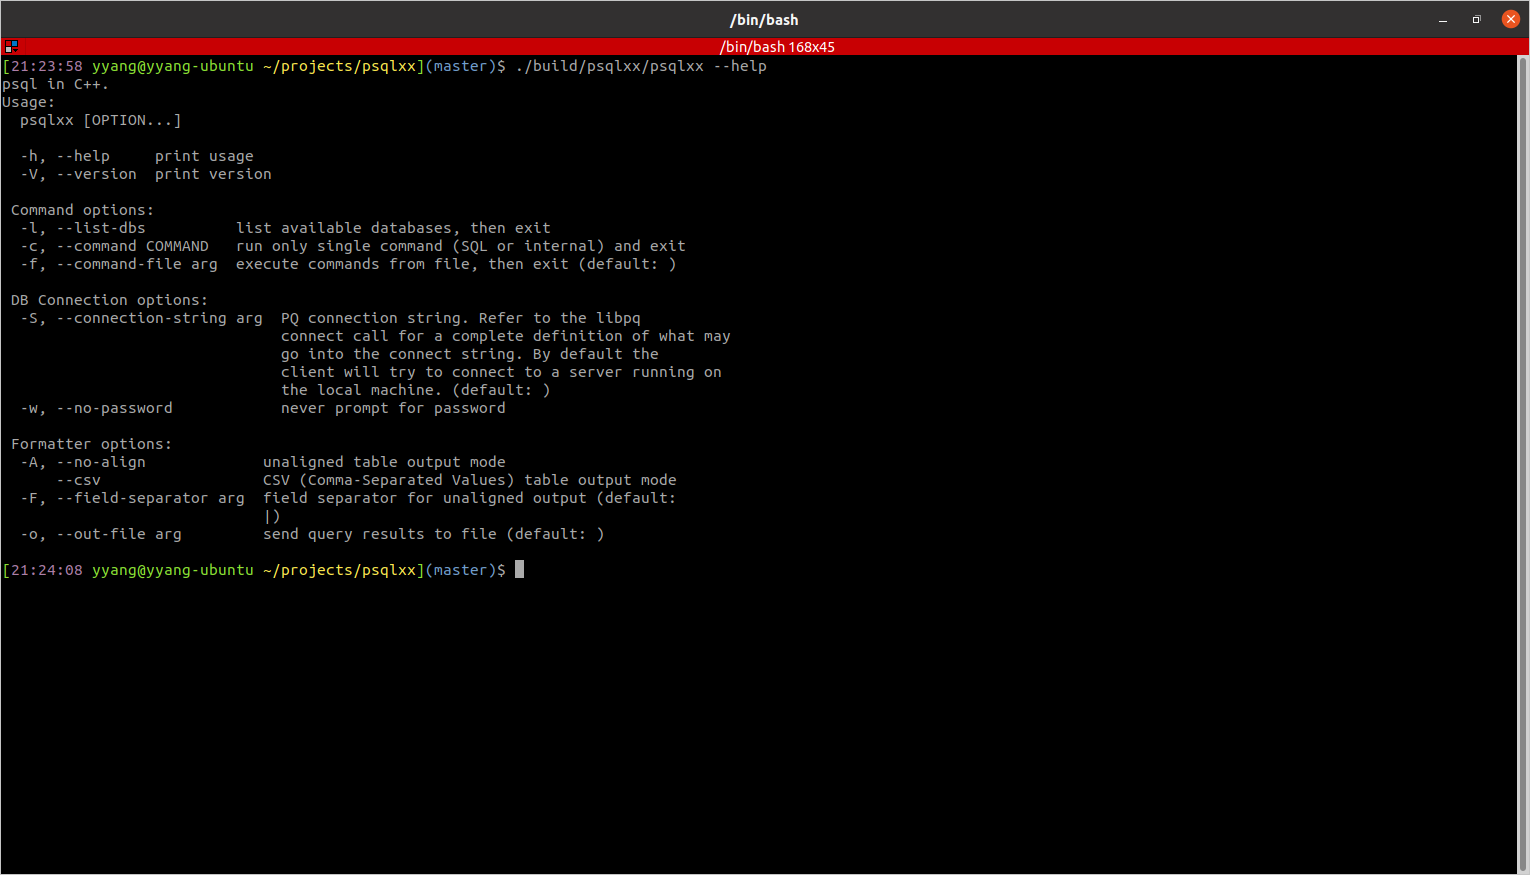 /bin/bash
/bin/bash 168x45
[21:23:58 yyang@yyang-ubuntu ~/projects/psqlxx](master)$ ./build/psqlxx/psqlxx --help
psql in C++.
Usage:
  psqlxx [OPTION...]

  -h, --help     print usage
  -V, --version  print version

 Command options:
  -l, --list-dbs          list available databases, then exit
  -c, --command COMMAND   run only single command (SQL or internal) and exit
  -f, --command-file arg  execute commands from file, then exit (default: )

 DB Connection options:
  -S, --connection-string arg  PQ connection string. Refer to the libpq
                               connect call for a complete definition of what may
                               go into the connect string. By default the
                               client will try to connect to a server running on
                               the local machine. (default: )
  -w, --no-password            never prompt for password

 Formatter options:
  -A, --no-align             unaligned table output mode
      --csv                  CSV (Comma-Separated Values) table output mode
  -F, --field-separator arg  field separator for unaligned output (default:
                             |)
  -o, --out-file arg         send query results to file (default: )

[21:24:08 yyang@yyang-ubuntu ~/projects/psqlxx](master)$